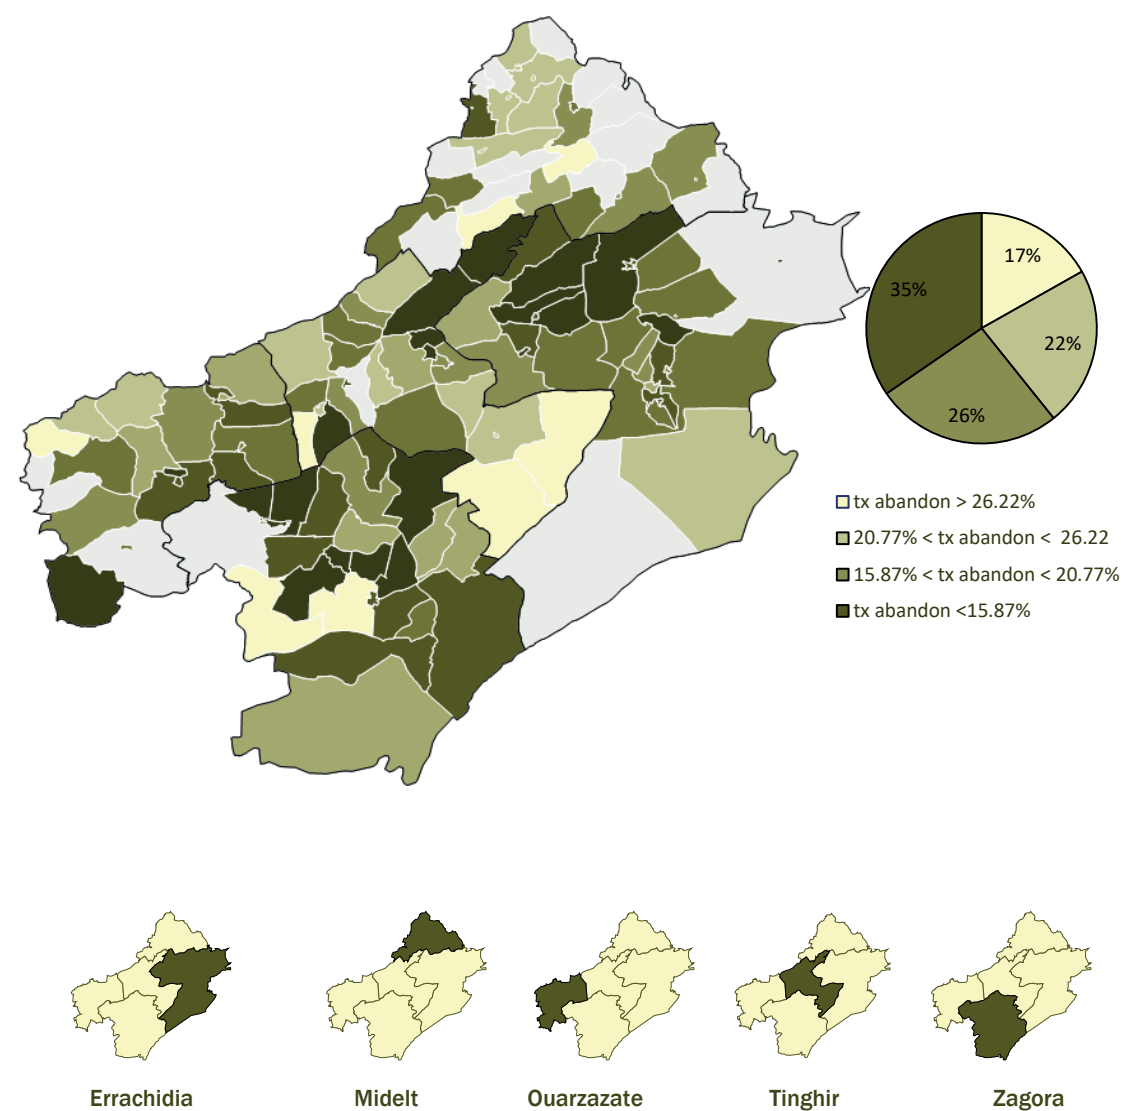 17%
35%
22%
26%
tx abandon > 26.22%
20.77% < tx abandon < 26.22
15.87% < tx abandon < 20.77%
tx abandon <15.87%
Errachidia
Midelt
Ouarzazate
Tinghir
Zagora